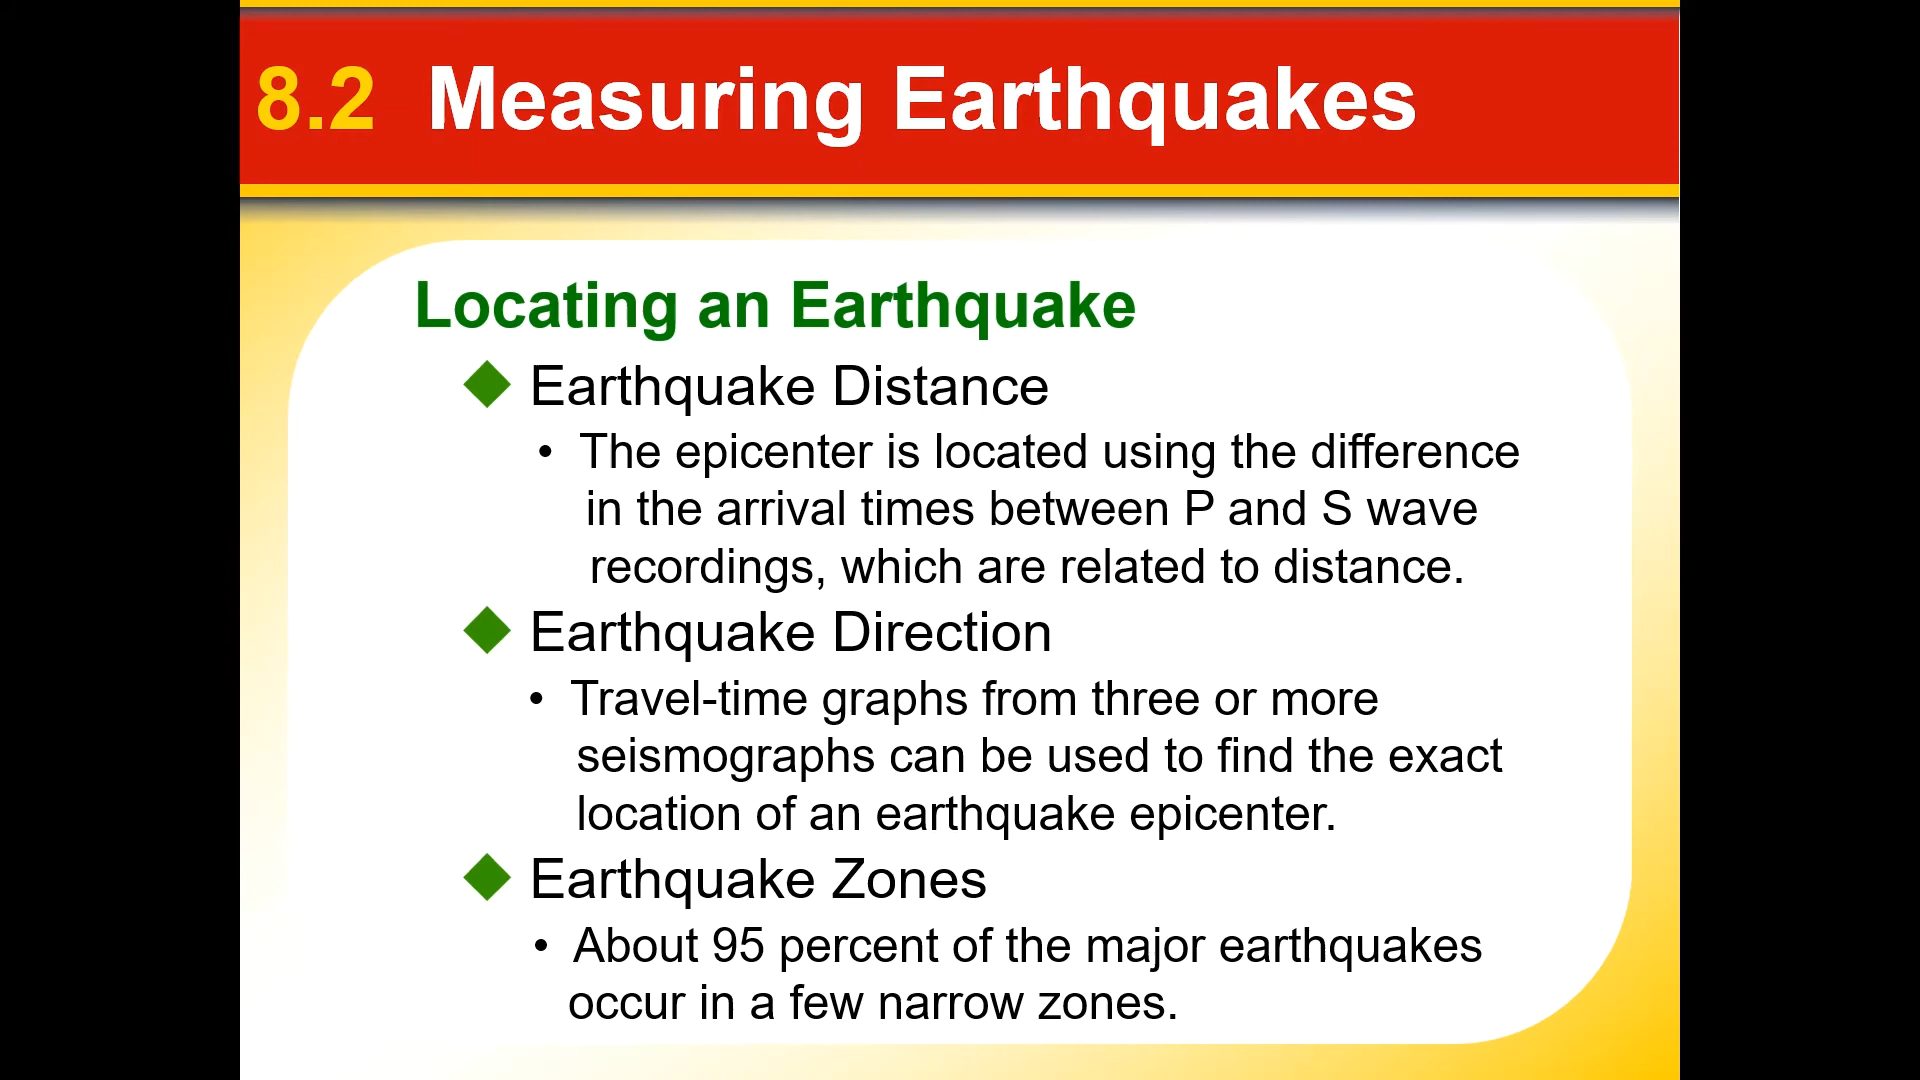 8.2 Measuring Earthquakes
Locating an Earthquake
Earthquake Distance
• The epicenter is located using the difference
in the arrival times between P and S wave
recordings, which are related to distance.
Earthquake Direction
• Travel-time graphs from three or more
seismographs can be used to find the exact
location of an earthquake epicenter.
Earthquake Zones
• About 95 percent of the major earthquakes
occur in a few narrow zones.